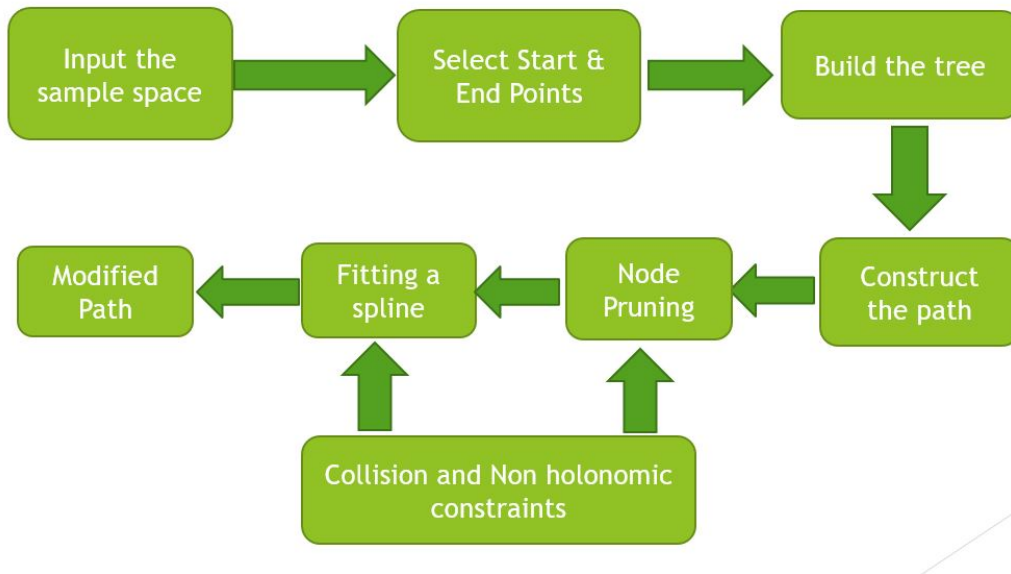 Input the
sample space
Select Start &
End Points
Build the tree
Construct
the path
Node
Pruning
Fitting a
spline
Modified
Path
Collision and Non holonomic
constraints